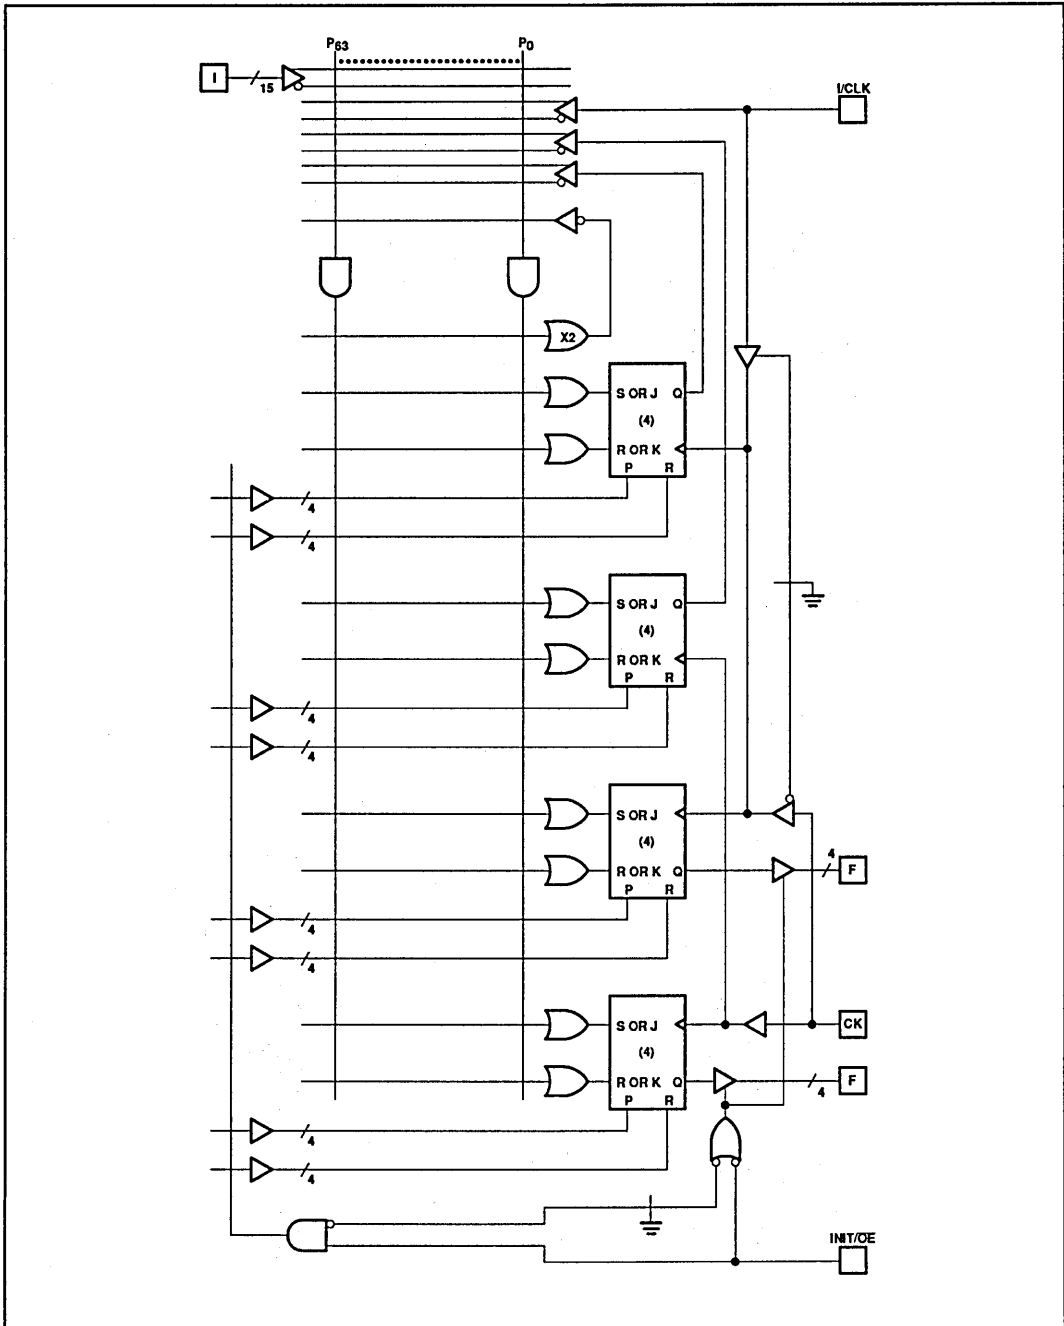 P63 P0
I 15
I/CLK
X2
S OR J Q
(4)
R OR K
P R
4
4
S OR J Q
(4)
R OR K
P R
4
4
S OR J
(4)
4
R OR K Q F
P R
4
4
S OR J CK
(4)
R OR K Q F
4
P R
4
4
INIT/OE